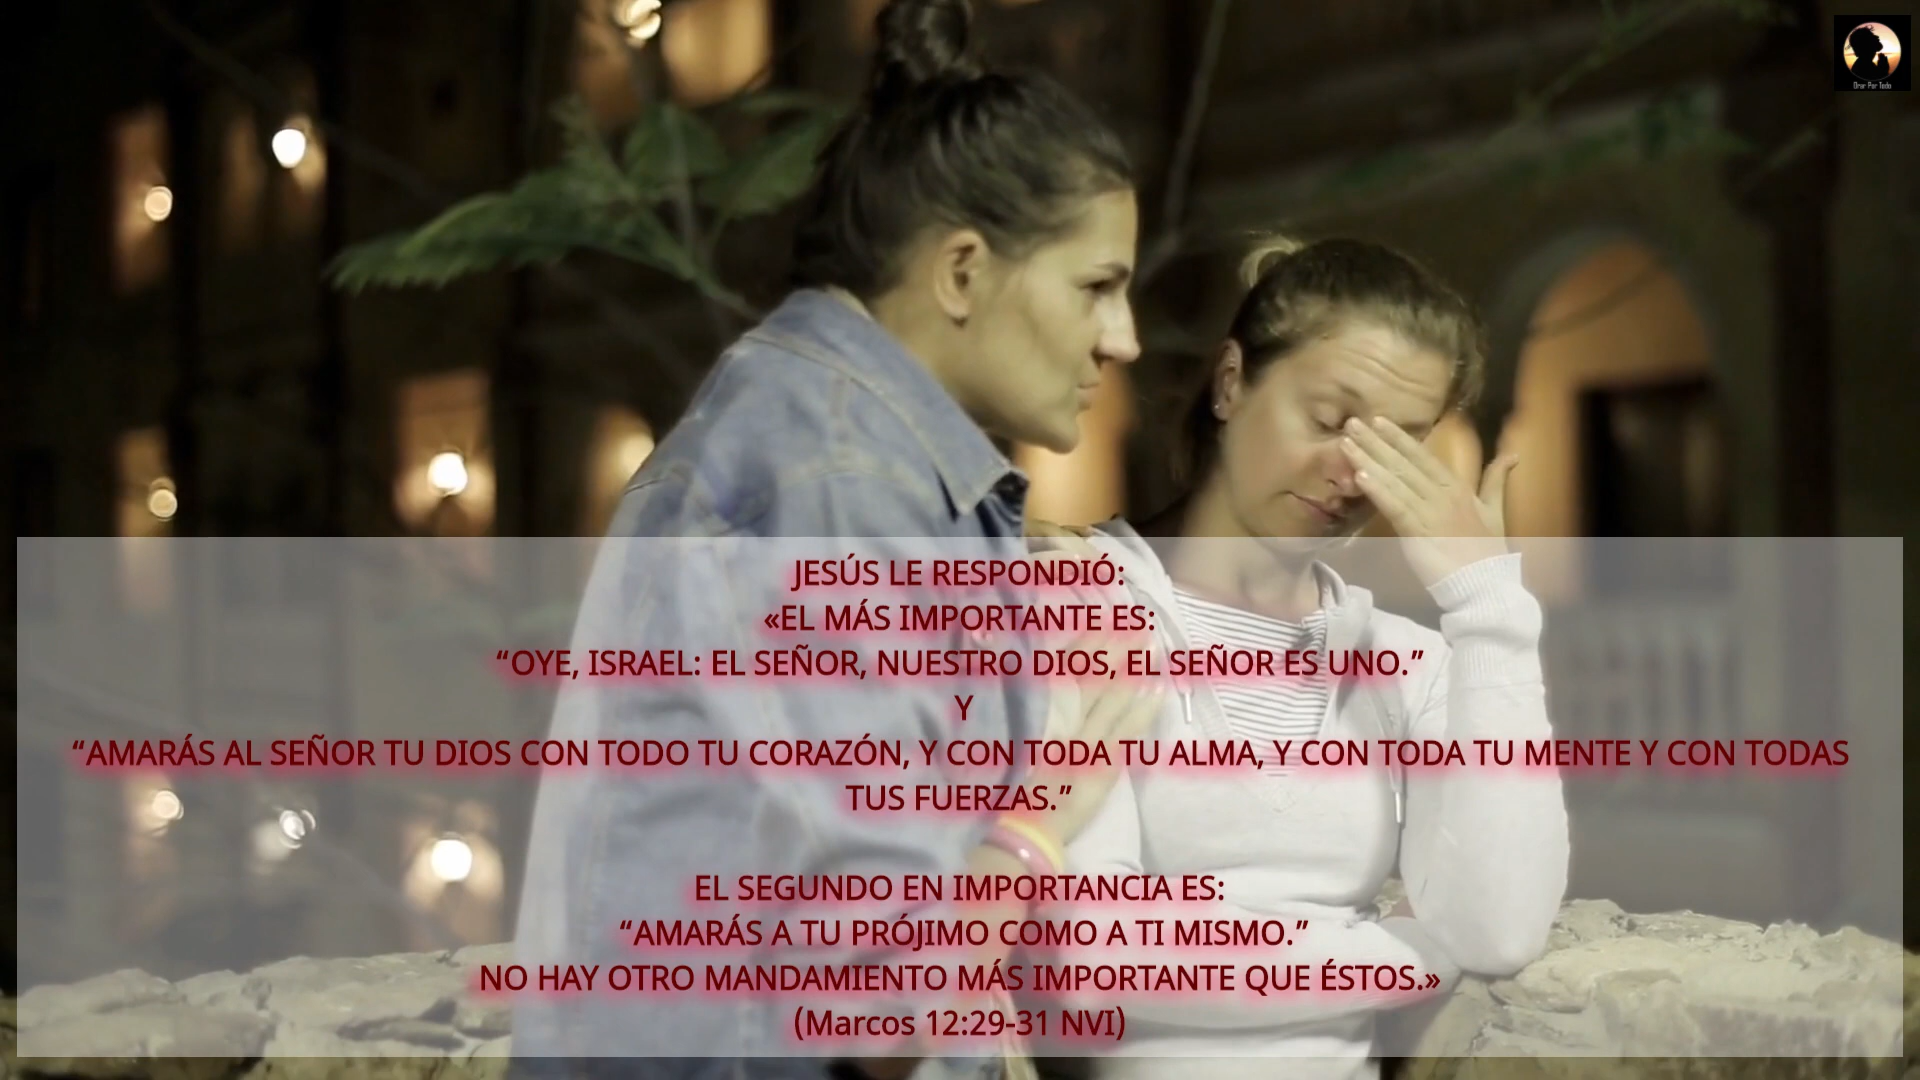 Orar Por Todo
JESÚS LE RESPONDIÓ:
«EL MÁS IMPORTANTE ES:
“OYE, ISRAEL: EL SEÑOR, NUESTRO DIOS, EL SEÑOR ES UNO.”
Y
“AMARÁS AL SEÑOR TU DIOS CON TODO TU CORAZÓN, Y CON TODA TU ALMA, Y CON TODA TU MENTE Y CON TODAS
TUS FUERZAS.”
EL SEGUNDO EN IMPORTANCIA ES:
“AMARÁS A TU PRÓJIMO COMO A TI MISMO.”
NO HAY OTRO MANDAMIENTO MÁS IMPORTANTE QUE ÉSTOS.»
(Marcos 12:29-31 NVI)